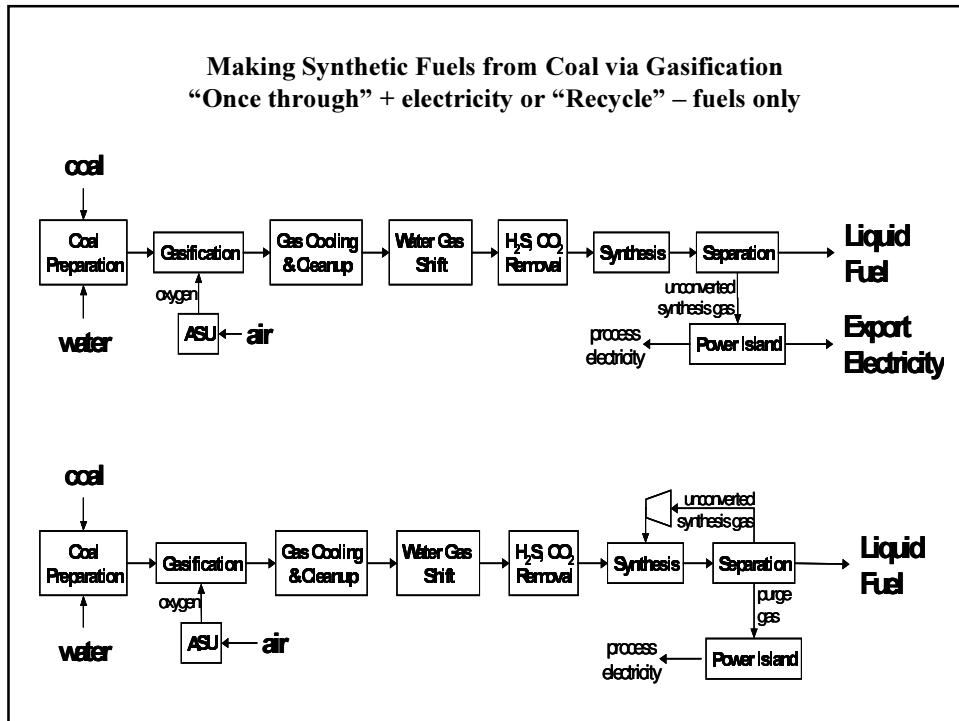 Making Synthetic Fuels from Coal via Gasification
“Once through” + electricity or “Recycle” – fuels only
coal
Coal
Preparation
water
Gasification
oxygen
ASU
air
Gas Cooling
& Cleanup
Water Gas
Shift
H2S, CO2
Removal
Synthesis
Separation
unconverted
synthesis gas
Power Island
process
electricity
Liquid
Fuel
Export
Electricity
coal
Coal
Preparation
water
Gasification
oxygen
ASU
air
Gas Cooling
& Cleanup
Water Gas
Shift
H2S, CO2
Removal
Synthesis
unconverted
synthesis gas
Separation
purge
gas
Power Island
process
electricity
Liquid
Fuel